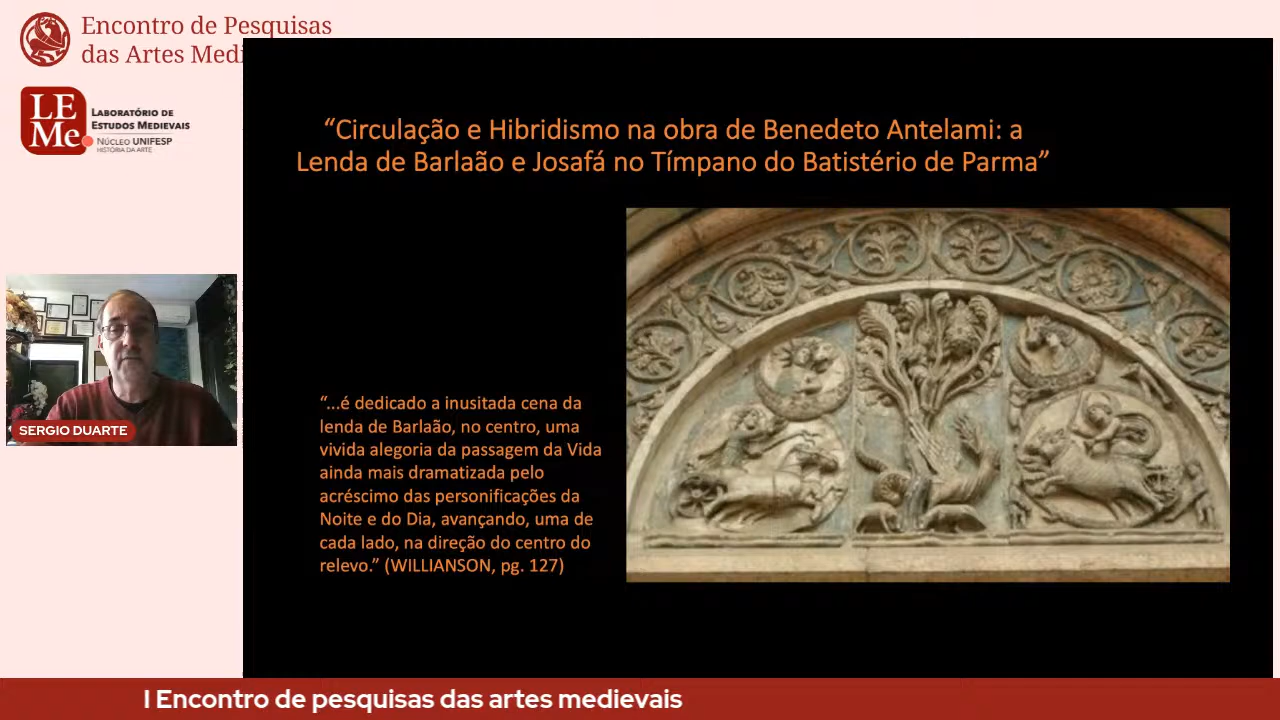 Encontro de Pesquisas
das Artes Medi
LE
Me
LABORATÓRIO DE
ESTUDOS MEDIEVAIS
NÚCLEO UNIFESP
HISTÓRIA DA ARTE
“Circulação e Hibridismo na obra de Benedeto Antelami: a
Lenda de Barlaão e Josafá no Tímpano do Batistério de Parma”
“...é dedicado a inusitada cena da
lenda de Barlaão, no centro, uma
vivida alegoria da passagem da Vida
ainda mais dramatizada pelo
acréscimo das personificações da
Noite e do Dia, avançando, uma de
cada lado, na direção do centro do
relevo.” (WILLIANSON, pg. 127)
SERGIO DUARTE
I Encontro de pesquisas das artes medievais